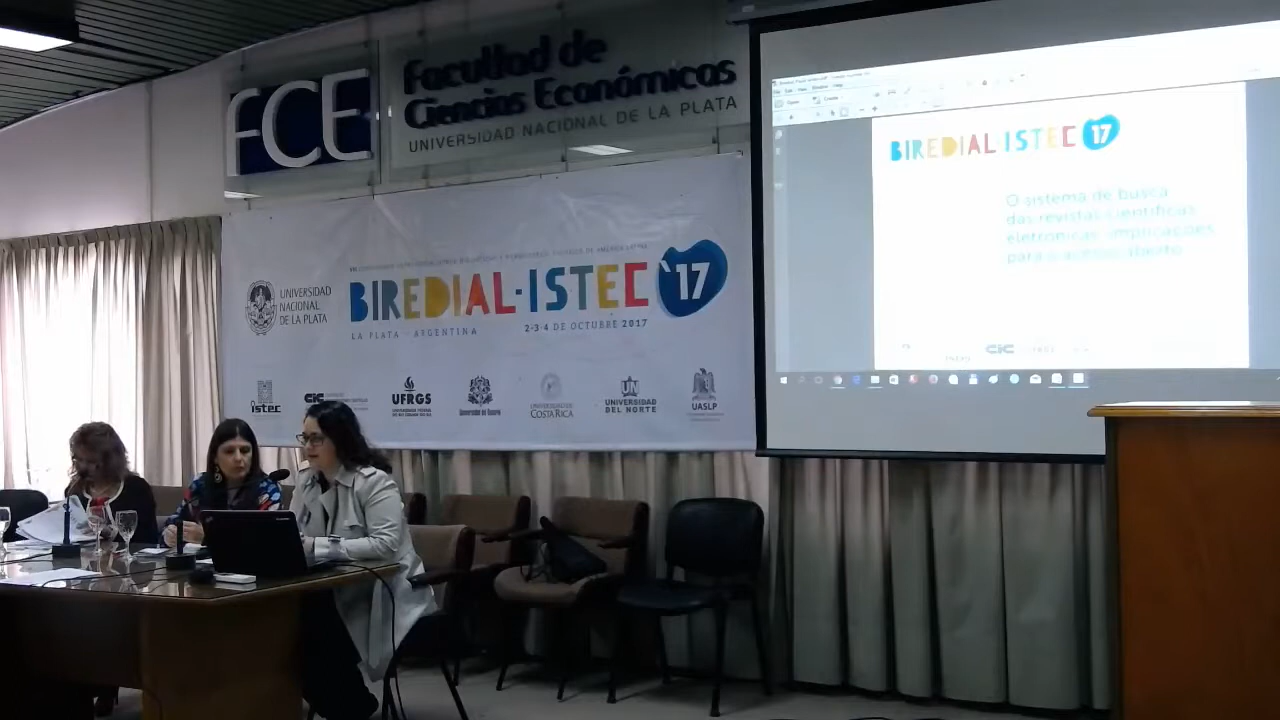 FCE
Facultad de
Ciencias Económicas
UNIVERSIDAD NACIONAL DE LA PLATA
UNIVERSIDAD
NACIONAL
DE LA PLATA
BIREDIAL-ISTEC '17
LA PLATA - ARGENTINA
2-3-4 DE OCTUBRE 2017
istec
CIC
UFRGS
COSTA RICA
UNIVERSIDAD
DEL NORTE
UASLP
BIREDIAL ISTEC '17
O sistema de busca
das revistas científicas
eletrônicas: implicações
para o acesso aberto
CIC